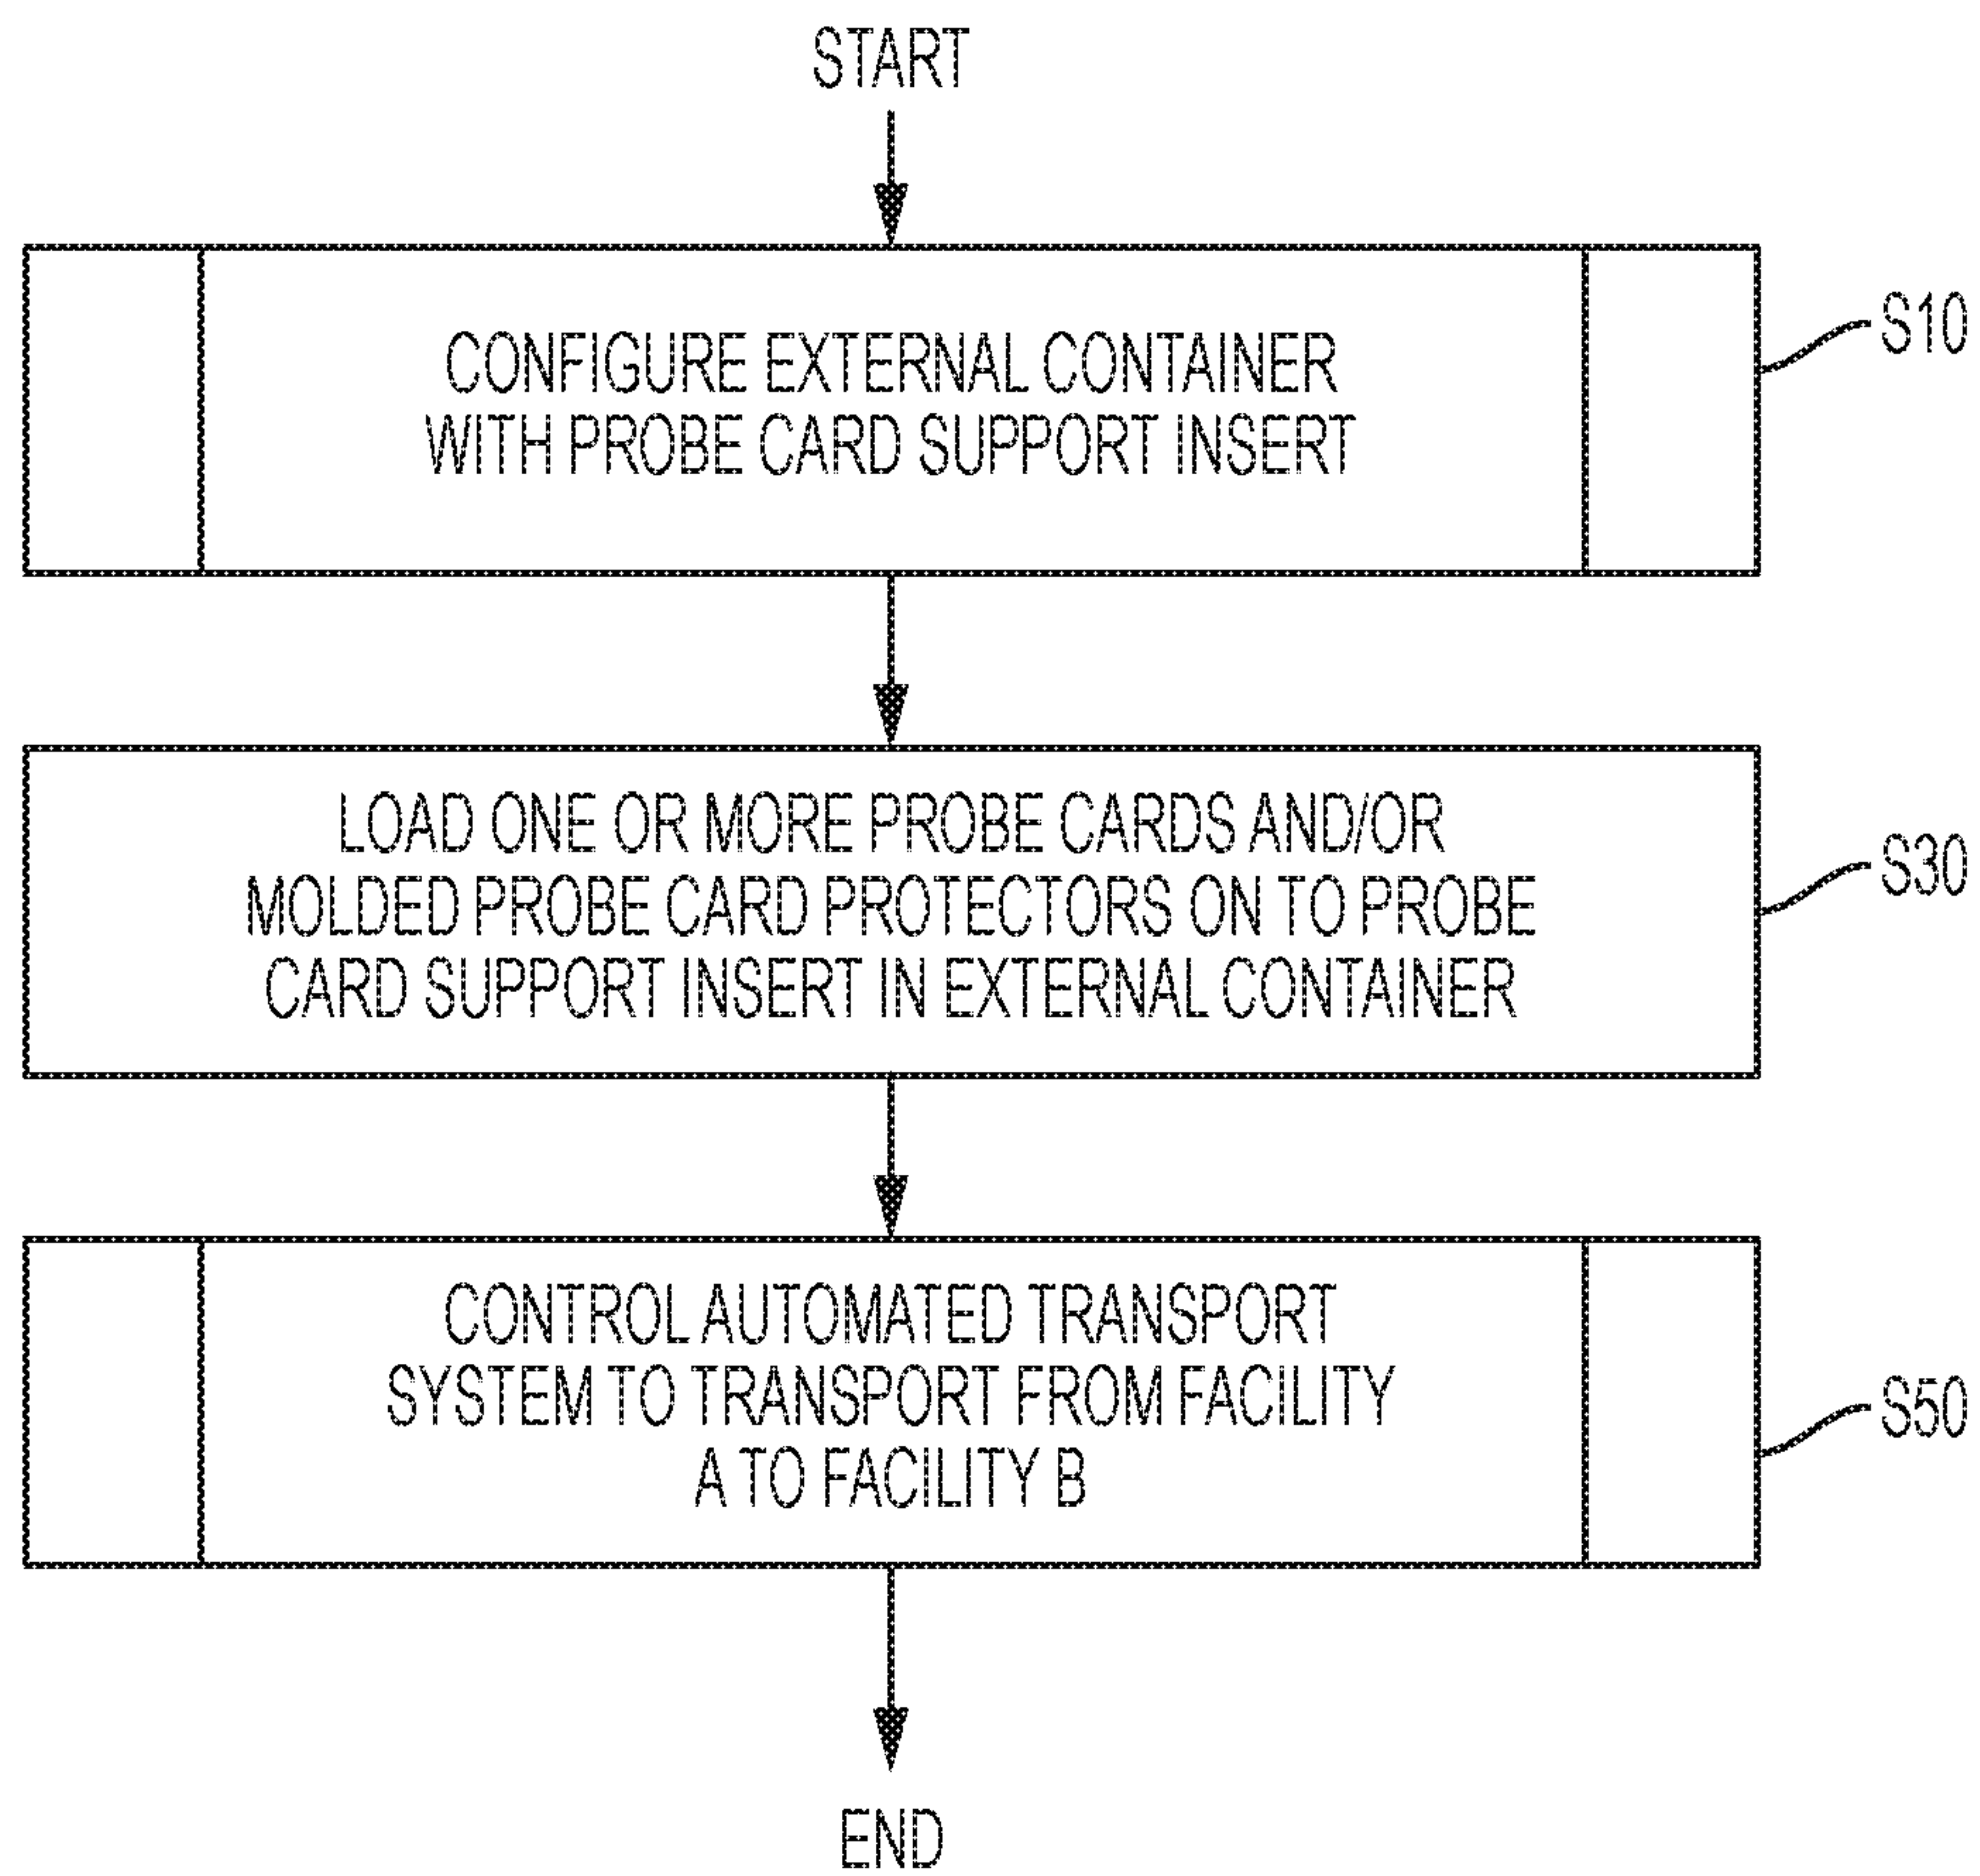 START
CONFIGURE EXTERNAL CONTAINER
WITH PROBE CARD SUPPORT INSERT
S10
LOAD ONE OR MORE PROBE CARDS AND/OR
MOLDED PROBE CARD PROTECTORS ON TO PROBE
CARD SUPPORT INSERT IN EXTERNAL CONTAINER
S30
CONTROL AUTOMATED TRANSPORT
SYSTEM TO TRANSPORT FROM FACILITY
A TO FACILITY B
S50
END